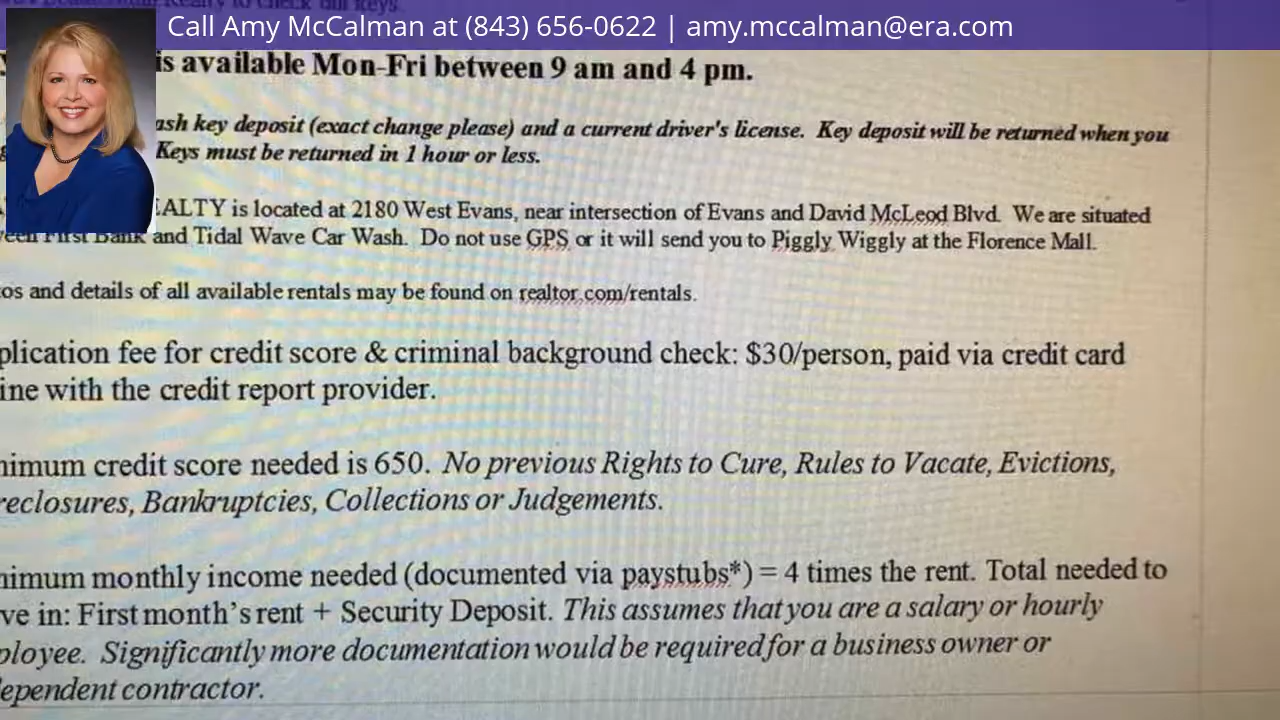 Call Amy McCalman at (843) 656-0622 | amy.mccalman@era.com
is available Mon-Fri between 9 am and 4 pm.
ash key deposit (exact change please) and a current driver's license. Key deposit will be returned when you
Keys must be returned in 1 hour or less.
EALTY is located at 2180 West Evans, near intersection of Evans and David McLeod Blvd. We are situated
veen First Bank and Tidal Wave Car Wash. Do not use GPS or it will send you to Piggly Wiggly at the Florence Mall.
os and details of all available rentals may be found on realtor.com/rentals.
plication fee for credit score & criminal background check: $30/person, paid via credit card
ine with the credit report provider.
nimum credit score needed is 650. No previous Rights to Cure, Rules to Vacate, Evictions,
reclosures, Bankruptcies, Collections or Judgements.
nimum monthly income needed (documented via paystubs*) = 4 times the rent. Total needed to
ve in: First month's rent + Security Deposit. This assumes that you are a salary or hourly
ployee. Significantly more documentation would be required for a business owner or
ependent contractor.